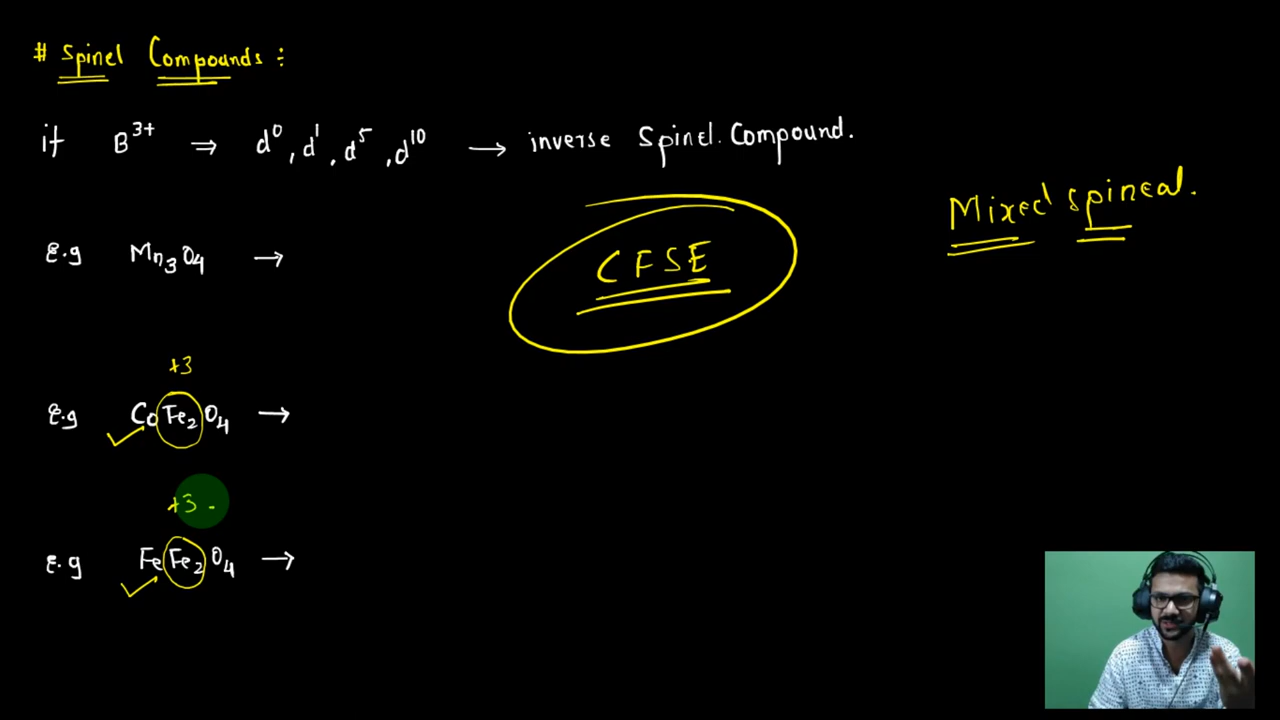 # Spinel Compounds :
if B³⁺ ⇒ d⁰, d¹, d⁵, d¹⁰ → inverse Spinel. Compound.
Mixed spineal.
E.g Mn₃O₄ →
CFSE
+3
E.g CoFe₂O₄ →
+3
E.g FeFe₂O₄ →